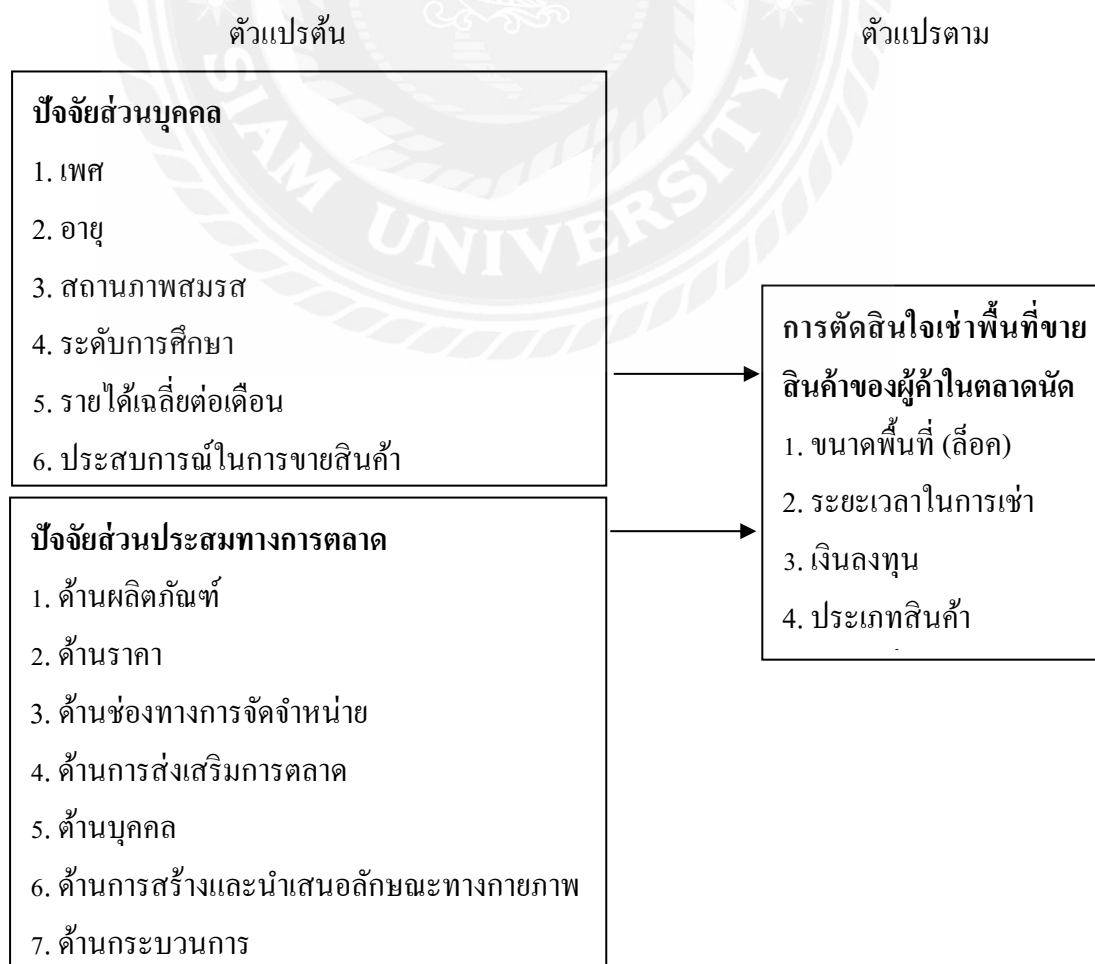 ตัวแปรต้น
ตัวแปรตาม
ปัจจัยส่วนบุคคล
1. เพศ
2. อายุ
3. สถานภาพสมรส
4. ระดับการศึกษา
5. รายได้เฉลี่ยต่อเดือน
6. ประสบการณ์ในการขายสินค้า
ปัจจัยส่วนประสมทางการตลาด
1. ด้านผลิตภัณฑ์
2. ด้านราคา
3. ด้านช่องทางการจัดจำหน่าย
4. ด้านการส่งเสริมการตลาด
5. ต้านบุคคล
6. ด้านการสร้างและนำเสนอลักษณะทางกายภาพ
7. ด้านกระบวนการ
การตัดสินใจเช่าพื้นที่ขาย
สินค้าของผู้ค้าในตลาดนัด
1. ขนาดพื้นที่ (ล็อค)
2. ระยะเวลาในการเช่า
3. เงินลงทุน
4. ประเภทสินค้า
SIAM UNIVERSITY